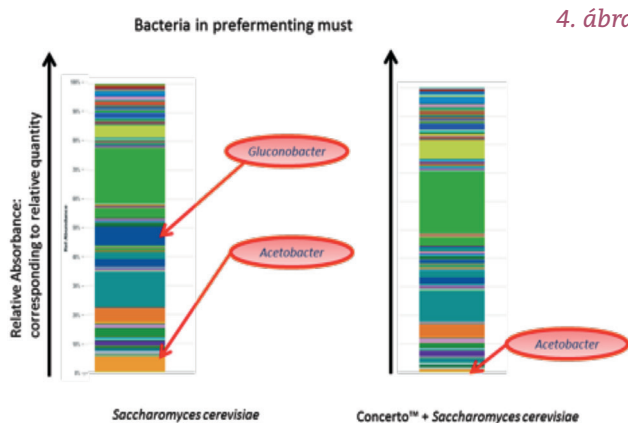 Bacteria in prefermenting must
4. ábra
Relative Absorbance:
corresponding to relative quantity
Gluconobacter
Acetobacter
Acetobacter
Saccharomyces cerevisiae
Concerto™ + Saccharomyces cerevisiae